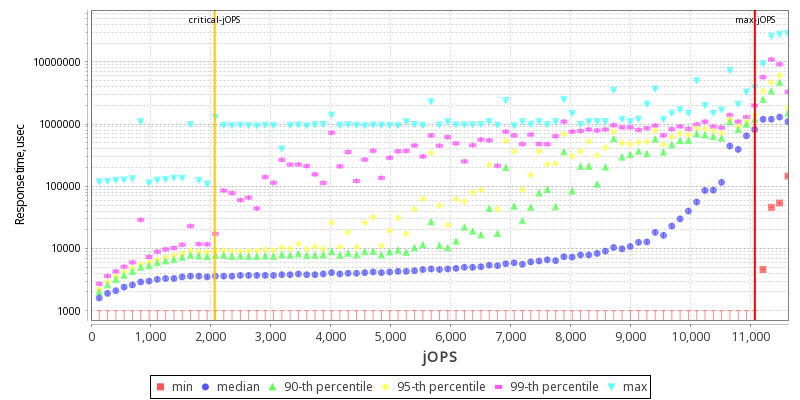 critical-jOPS
max-jOPS
Response time, usec
10000000
1000000
100000
10000
1000
0
1,000
2,000
3,000
4,000
5,000
6,000
7,000
8,000
9,000
10,000
11,000
jOPS
min
median
90-th percentile
95-th percentile
99-th percentile
max